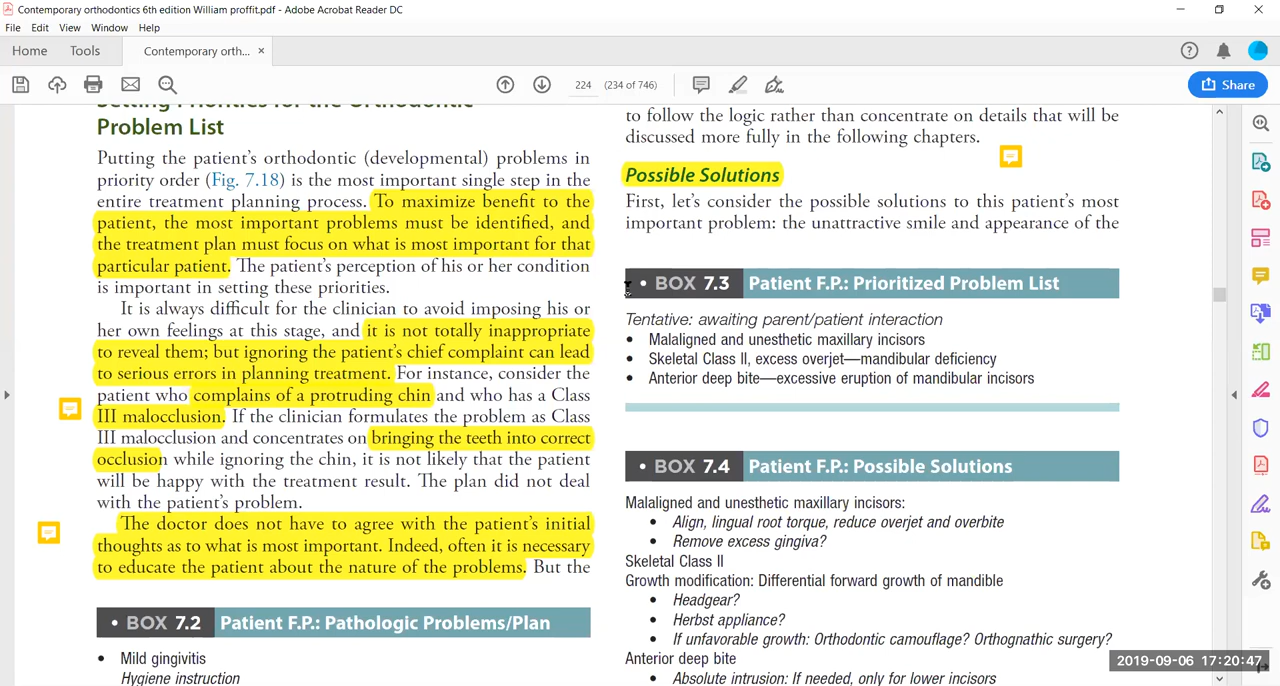 Contemporary orthodontics 6th edition William proffit.pdf - Adobe Acrobat Reader DC
File Edit View Window Help
Home Tools Contemporary orth... ×
224 (234 of 746) Share
Setting Priorities for the Orthodontic
Problem List
Putting the patient's orthodontic (developmental) problems in
priority order (Fig. 7.18) is the most important single step in the
entire treatment planning process. To maximize benefit to the
patient, the most important problems must be identified, and
the treatment plan must focus on what is most important for that
particular patient. The patient's perception of his or her condition
is important in setting these priorities.
It is always difficult for the clinician to avoid imposing his or
her own feelings at this stage, and it is not totally inappropriate
to reveal them; but ignoring the patient's chief complaint can lead
to serious errors in planning treatment. For instance, consider the
patient who complains of a protruding chin and who has a Class
III malocclusion. If the clinician formulates the problem as Class
III malocclusion and concentrates on bringing the teeth into correct
occlusion while ignoring the chin, it is not likely that the patient
will be happy with the treatment result. The plan did not deal
with the patient's problem.
The doctor does not have to agree with the patient's initial
thoughts as to what is most important. Indeed, often it is necessary
to educate the patient about the nature of the problems. But the
• BOX 7.2 Patient F.P.: Pathologic Problems/Plan
• Mild gingivitis
Hygiene instruction
to follow the logic rather than concentrate on details that will be
discussed more fully in the following chapters.
Possible Solutions
First, let's consider the possible solutions to this patient's most
important problem: the unattractive smile and appearance of the
• BOX 7.3 Patient F.P.: Prioritized Problem List
Tentative: awaiting parent/patient interaction
• Malaligned and unesthetic maxillary incisors
• Skeletal Class II, excess overjet—mandibular deficiency
• Anterior deep bite—excessive eruption of mandibular incisors
• BOX 7.4 Patient F.P.: Possible Solutions
Malaligned and unesthetic maxillary incisors:
• Align, lingual root torque, reduce overjet and overbite
• Remove excess gingiva?
Skeletal Class II
Growth modification: Differential forward growth of mandible
• Headgear?
• Herbst appliance?
• If unfavorable growth: Orthodontic camouflage? Orthognathic surgery?
Anterior deep bite
• Absolute intrusion: If needed, only for lower incisors
2019-09-06 17:20:47